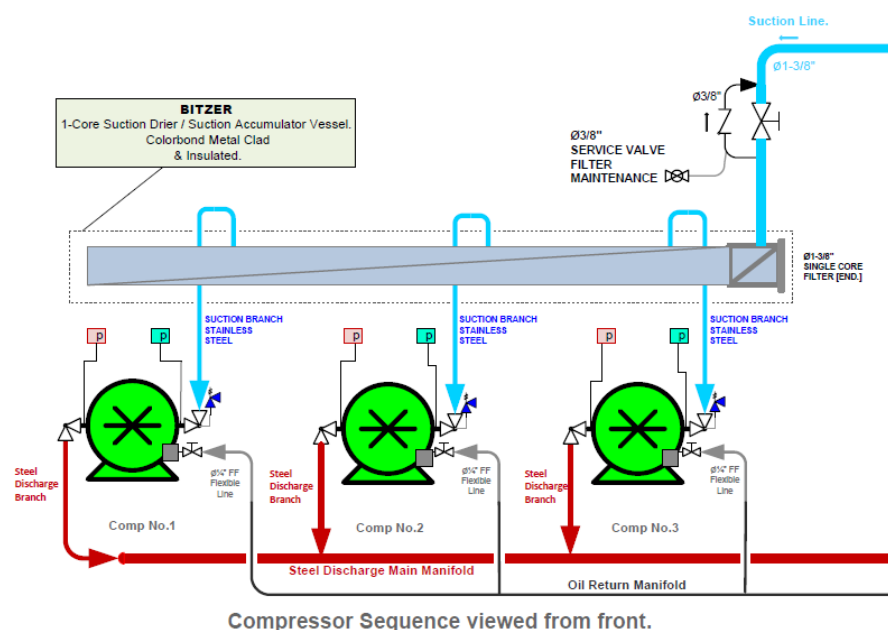 Suction Line.
Ø1-3/8"
Ø3/8"
BITZER
1-Core Suction Drier / Suction Accumulator Vessel.
Colorbond Metal Clad
& Insulated.
Ø3/8"
SERVICE VALVE
FILTER
MAINTENANCE
Ø1-3/8"
SINGLE CORE
FILTER [END.]
SUCTION BRANCH
STAINLESS
STEEL
SUCTION BRANCH
STAINLESS
STEEL
SUCTION BRANCH
STAINLESS
STEEL
p
p
p
p
p
p
Steel
Discharge
Branch
Ø¼" FF
Flexible
Line
Steel
Discharge
Branch
Ø¼" FF
Flexible
Line
Steel
Discharge
Branch
Ø¼" FF
Flexible
Line
Comp No.1
Comp No.2
Comp No.3
Steel Discharge Main Manifold
Oil Return Manifold
Compressor Sequence viewed from front.